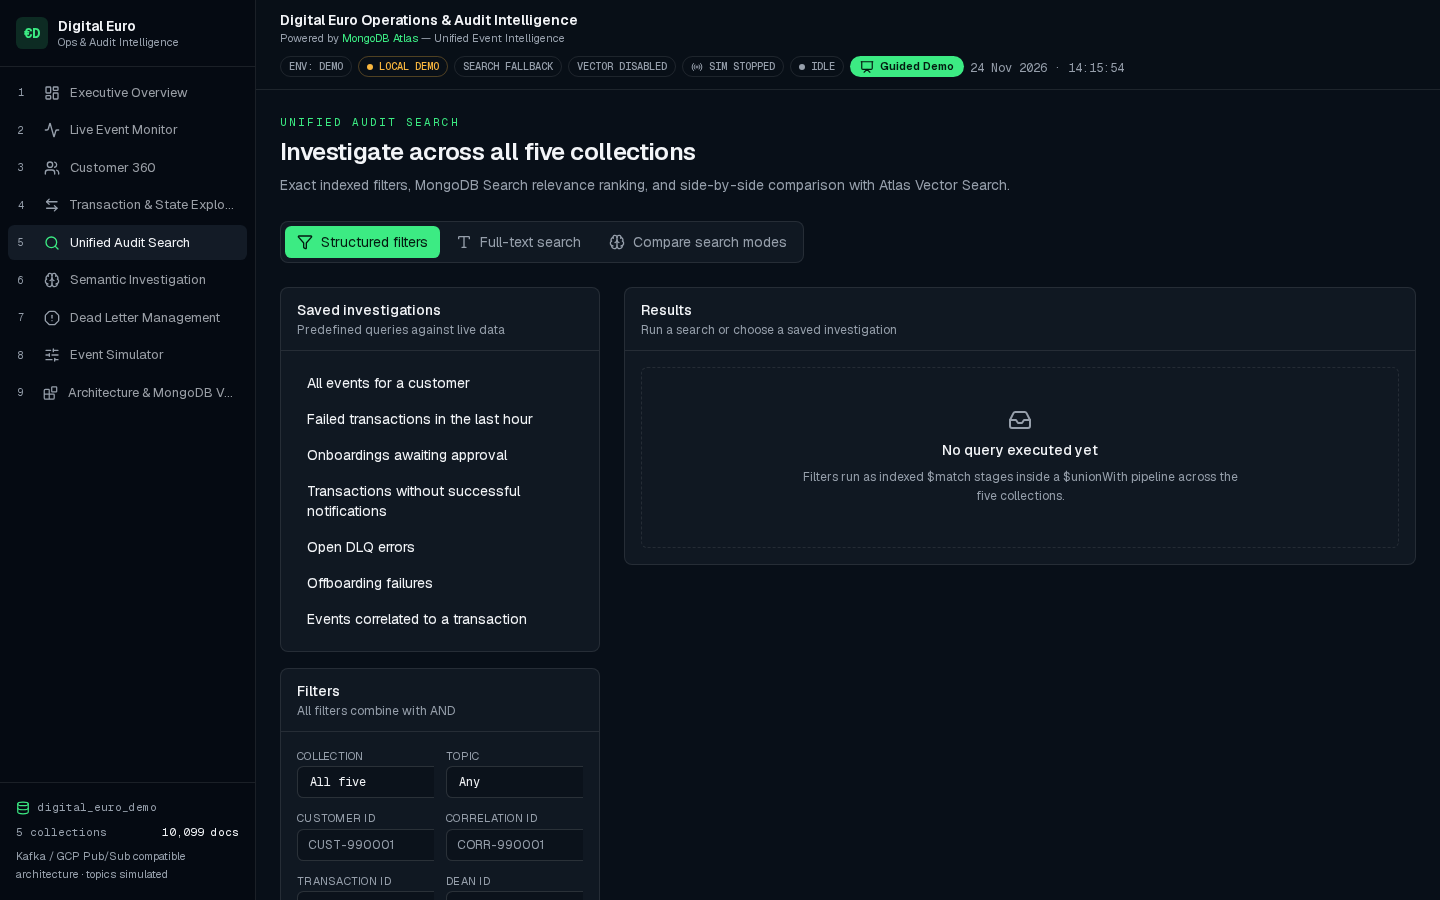 €D
Digital Euro
Ops & Audit Intelligence
1 Executive Overview
2 Live Event Monitor
3 Customer 360
4 Transaction & State Explo...
5 Unified Audit Search
6 Semantic Investigation
7 Dead Letter Management
8 Event Simulator
9 Architecture & MongoDB V...
digital_euro_demo
5 collections 10,099 docs
Kafka / GCP Pub/Sub compatible
architecture · topics simulated
Digital Euro Operations & Audit Intelligence
Powered by MongoDB Atlas — Unified Event Intelligence
ENV: DEMO LOCAL DEMO SEARCH FALLBACK VECTOR DISABLED SIM STOPPED IDLE Guided Demo 24 Nov 2026 · 14:15:54
UNIFIED AUDIT SEARCH
Investigate across all five collections
Exact indexed filters, MongoDB Search relevance ranking, and side-by-side comparison with Atlas Vector Search.
Structured filters Full-text search Compare search modes
Saved investigations
Predefined queries against live data
All events for a customer
Failed transactions in the last hour
Onboardings awaiting approval
Transactions without successful
notifications
Open DLQ errors
Offboarding failures
Events correlated to a transaction
Filters
All filters combine with AND
COLLECTION TOPIC
All five Any
CUSTOMER ID CORRELATION ID
CUST-990001 CORR-990001
TRANSACTION ID DEAN ID
Results
Run a search or choose a saved investigation
No query executed yet
Filters run as indexed $match stages inside a $unionWith pipeline across the
five collections.